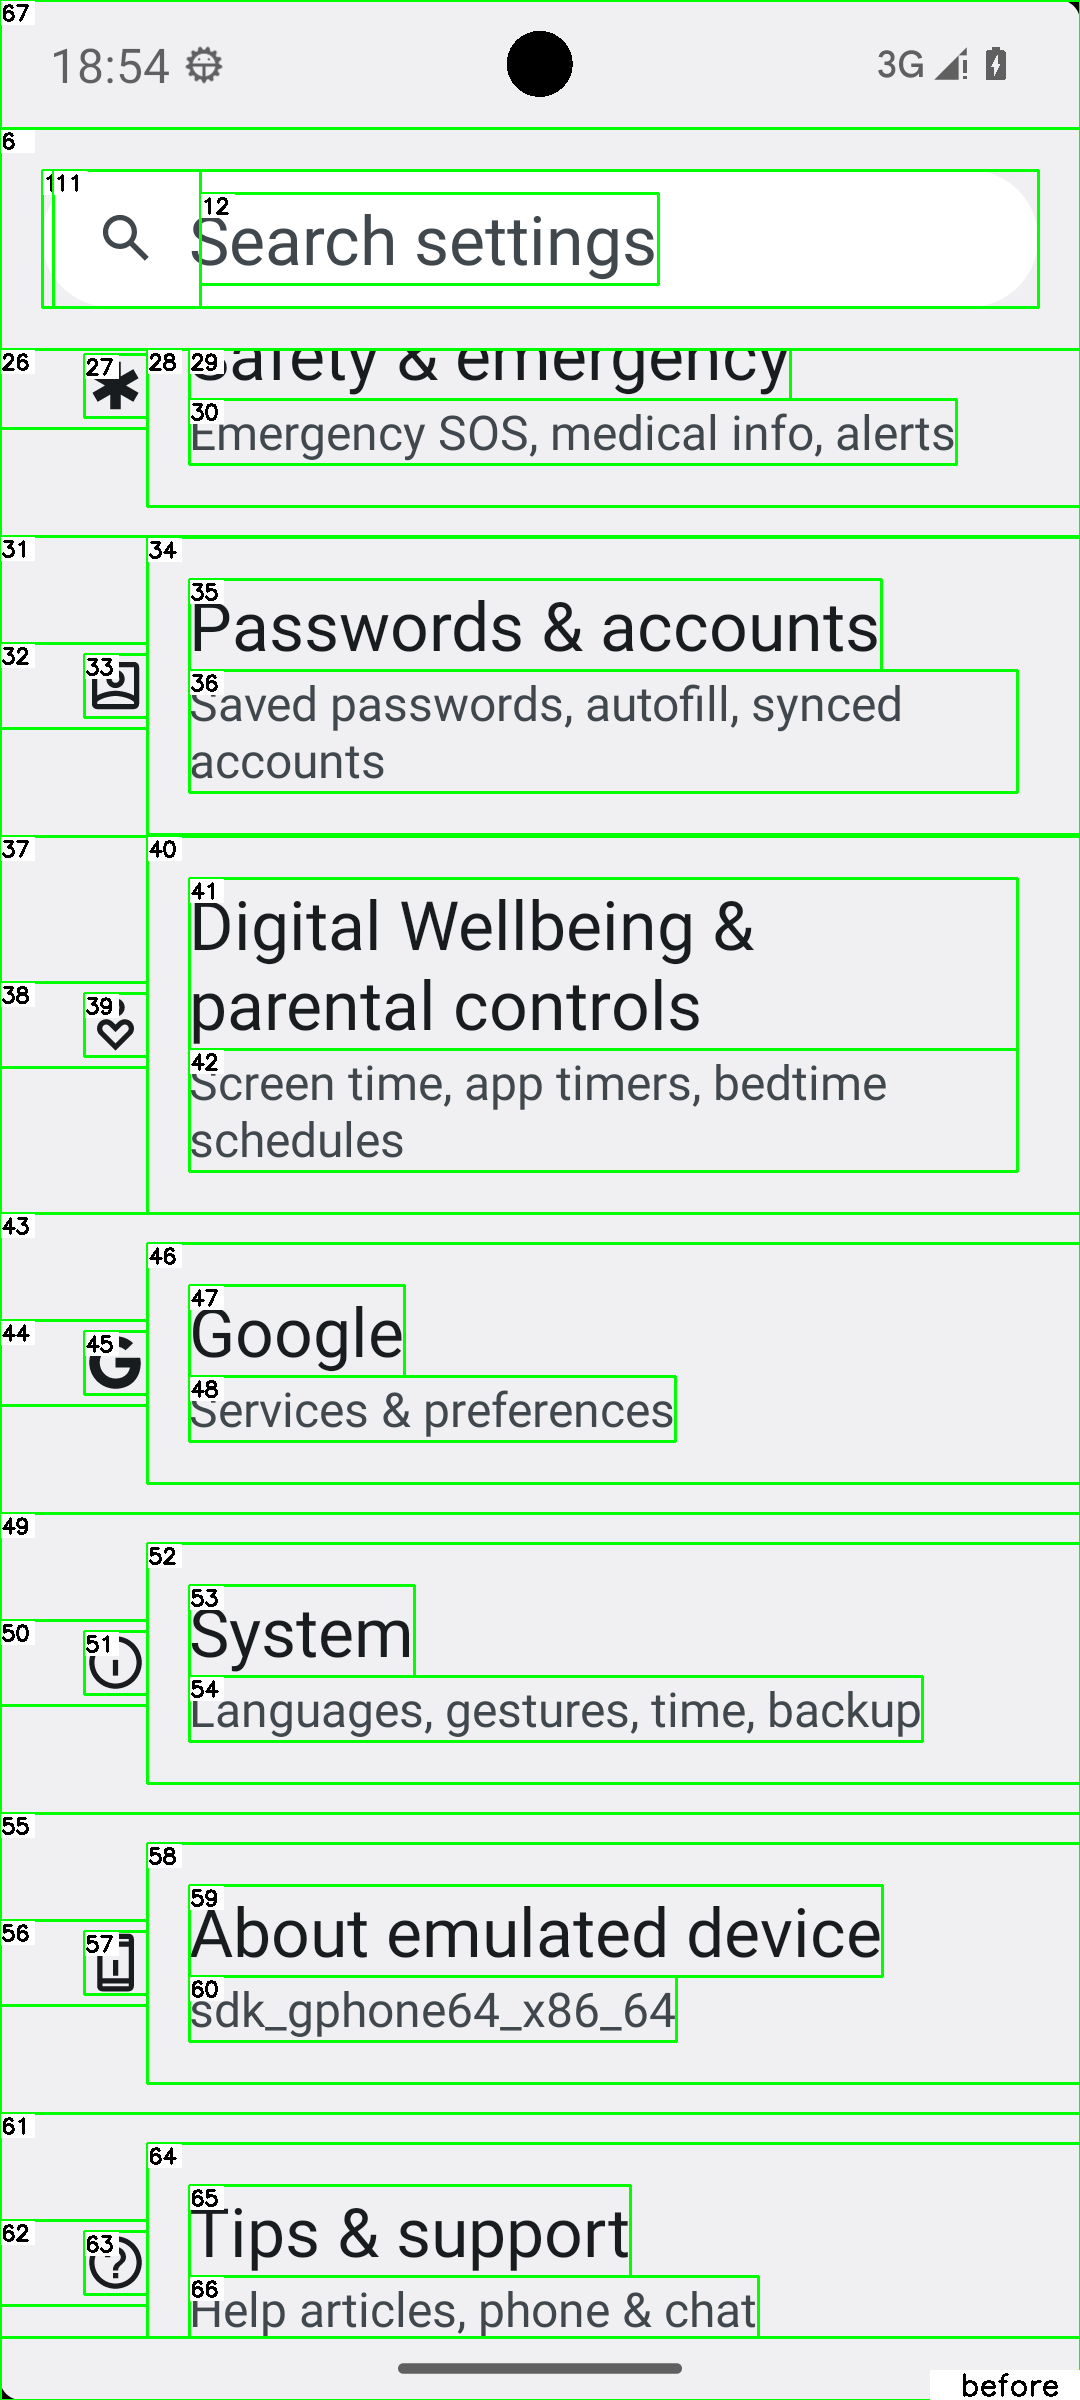 67
18:54
3G
6
111
12
Search settings
26
27
28
29
Safety & emergency
30
Emergency SOS, medical info, alerts
31
34
35
Passwords & accounts
32
33
36
Saved passwords, autofill, synced
accounts
37
40
41
Digital Wellbeing &
parental controls
38
39
42
Screen time, app timers, bedtime
schedules
43
46
47
Google
44
45
48
Services & preferences
49
52
53
System
50
51
54
Languages, gestures, time, backup
55
58
59
About emulated device
56
57
60
sdk_gphone64_x86_64
61
64
65
Tips & support
62
63
66
Help articles, phone & chat
before